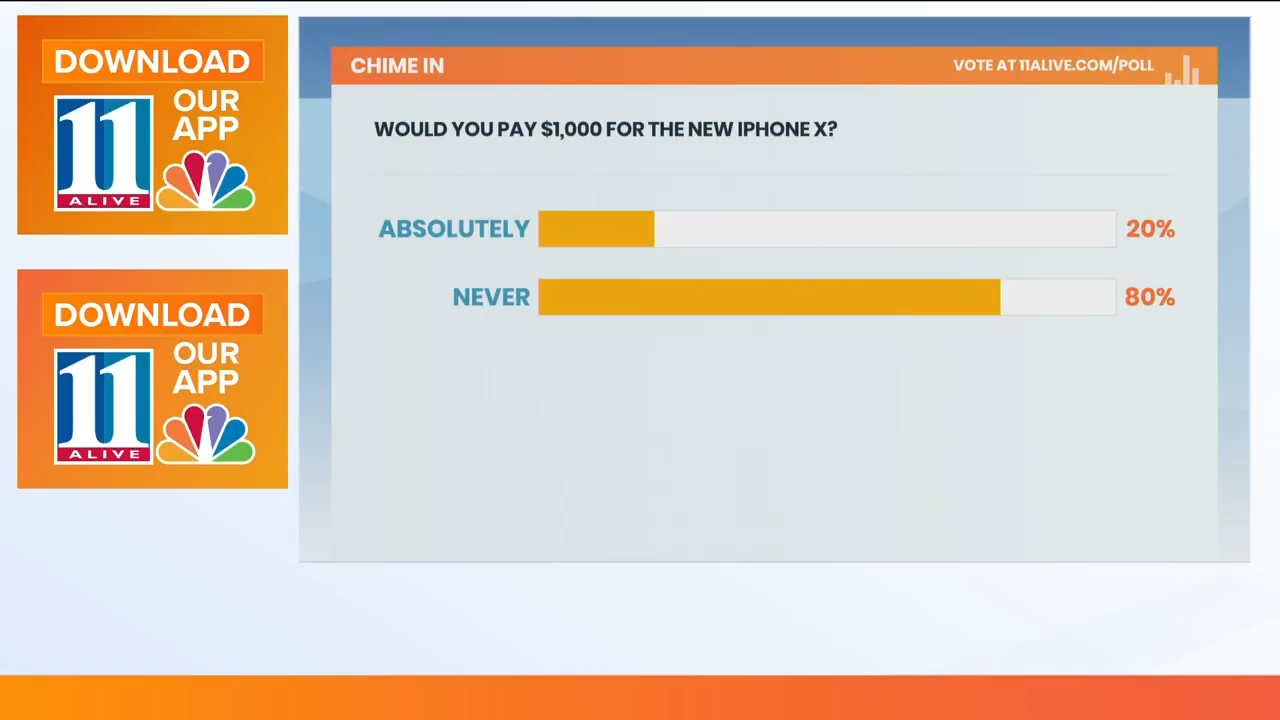 DOWNLOAD
OUR
APP
11
ALIVE
DOWNLOAD
OUR
APP
11
ALIVE
CHIME IN
VOTE AT 11ALIVE.COM/POLL
WOULD YOU PAY $1,000 FOR THE NEW IPHONE X?
ABSOLUTELY 20%
NEVER 80%